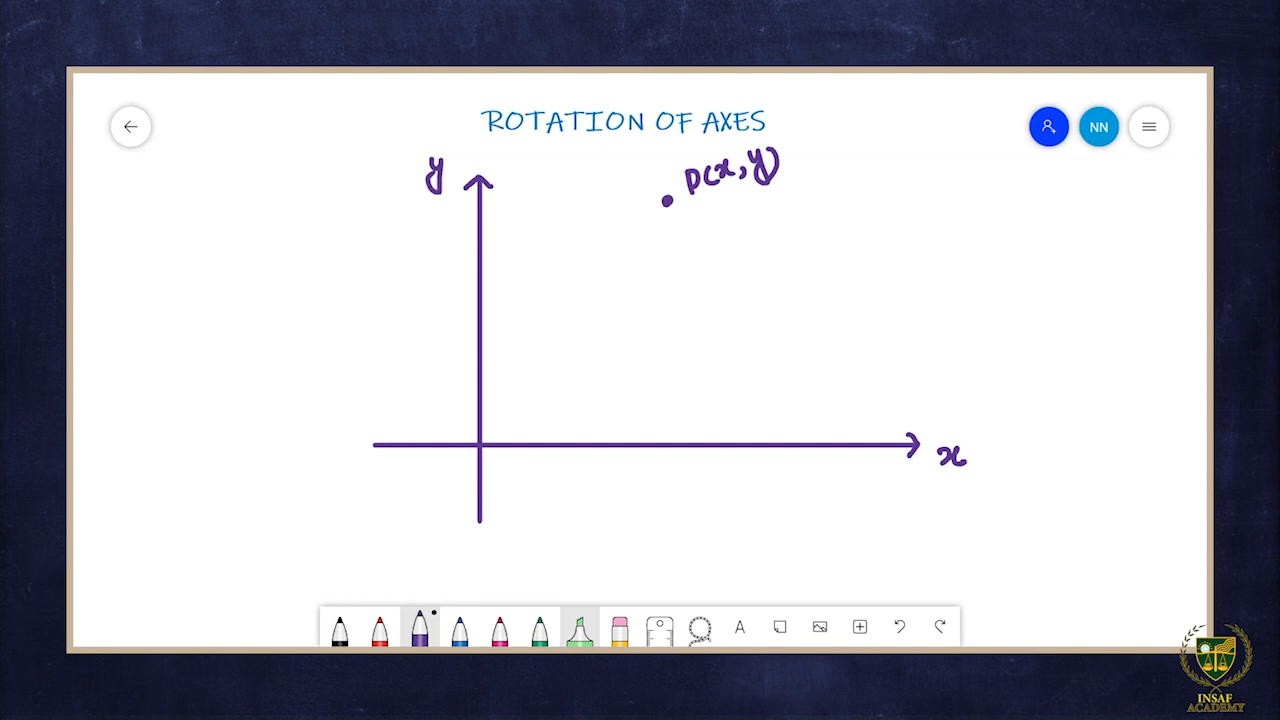 ROTATION OF AXES
NN
y
P(x, y)
x
A
INSAF
ACADEMY